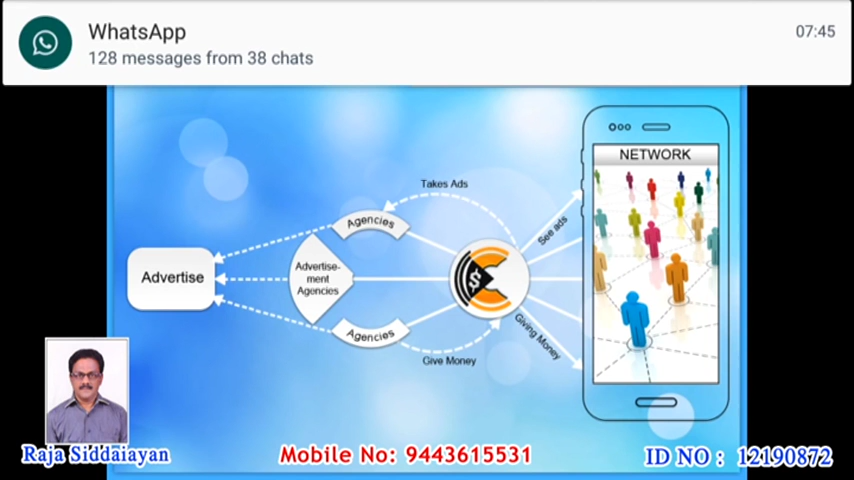 WhatsApp
07:45
128 messages from 38 chats
NETWORK
Takes Ads
Agencies
See ads
Advertise
Advertise-
ment
Agencies
$
Agencies
Giving Money
Give Money
Raja Siddaiayan
Mobile No: 9443615531
ID NO : 12190872